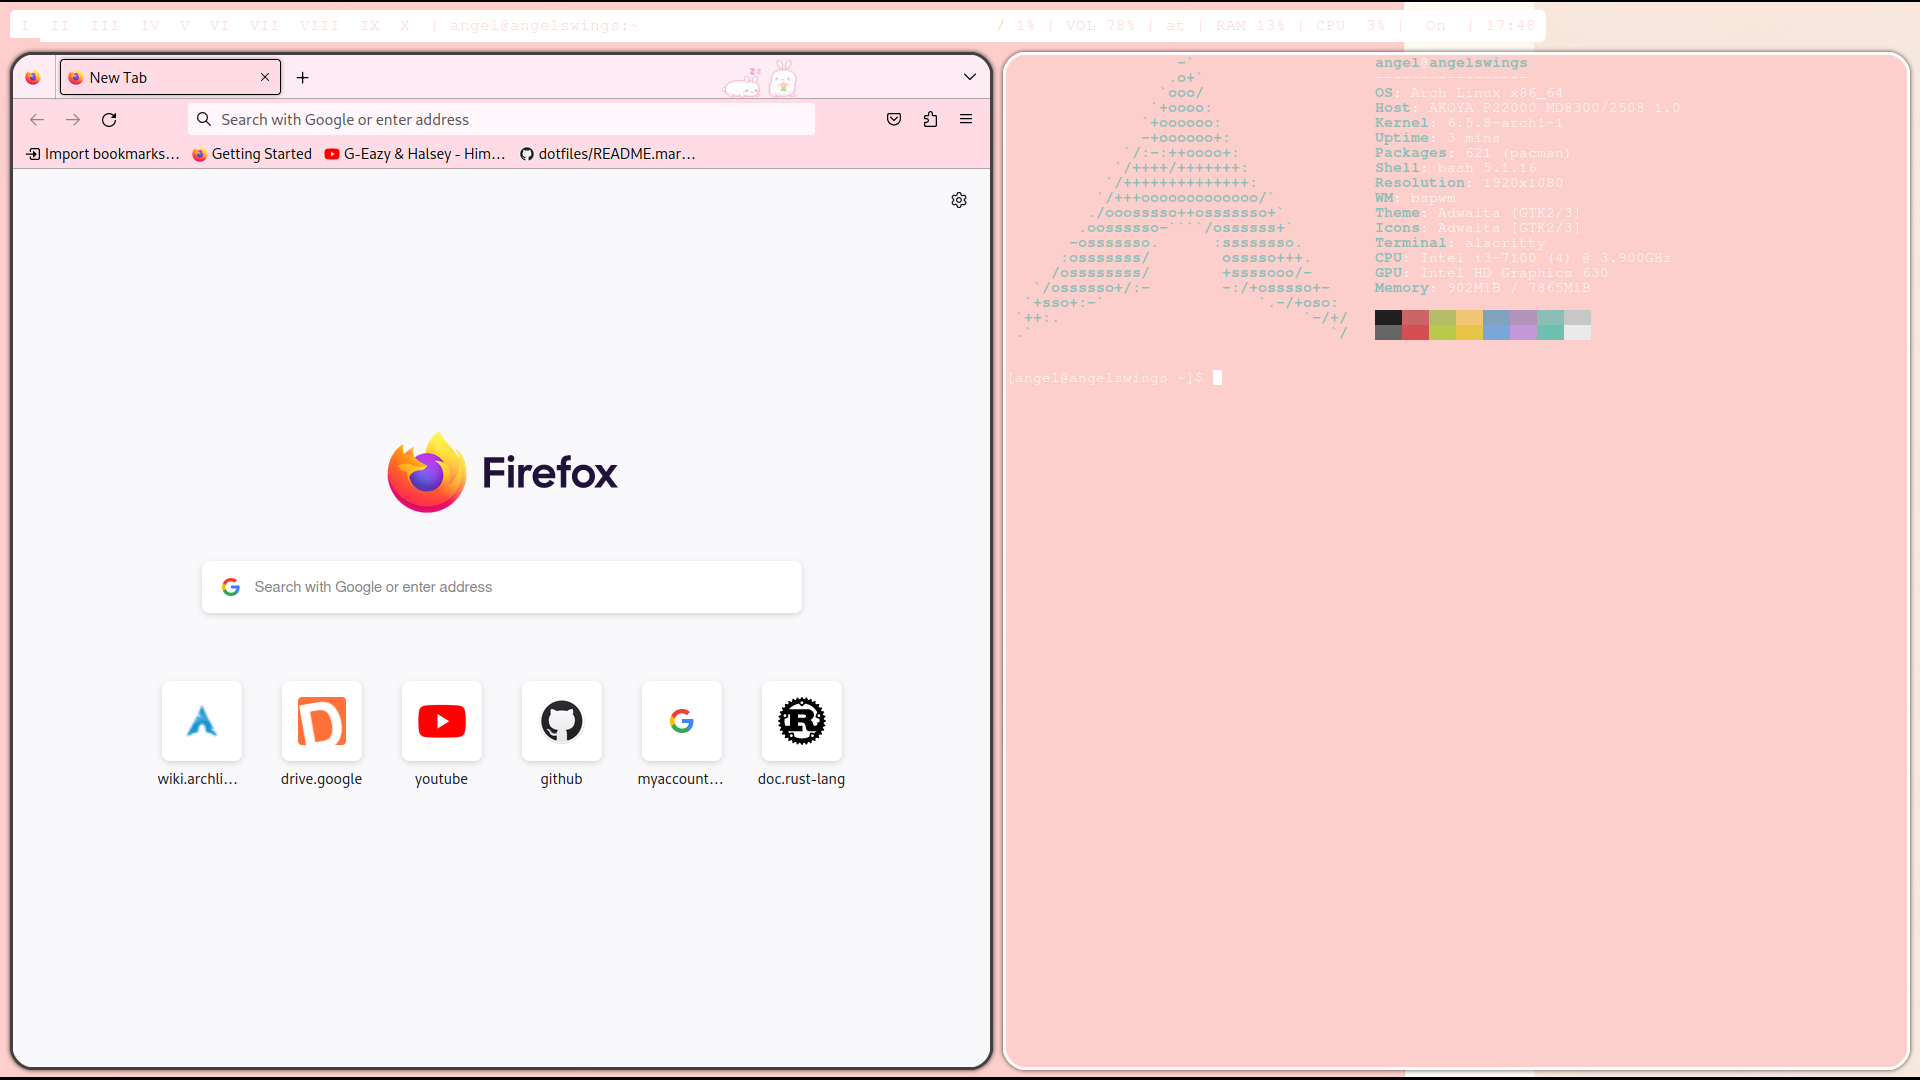 I II III IV V VI VII VIII IX X | angel@angelswings:~
/ 1% | VOL 78% | at | RAM 13% | CPU 3% | On | 17:48
New Tab
zz
Search with Google or enter address
Import bookmarks...
Getting Started
G-Eazy & Halsey - Him...
dotfiles/README.mar...
Firefox
Search with Google or enter address
wiki.archli...
drive.google
youtube
github
myaccount...
doc.rust-lang
angel@angelswings
-----------------
OS: Arch Linux x86_64
Host: AKOYA P22000 MD8300/2508 1.0
Kernel: 6.5.8-arch1-1
Uptime: 3 mins
Packages: 621 (pacman)
Shell: bash 5.1.16
Resolution: 1920x1080
WM: bspwm
Theme: Adwaita [GTK2/3]
Icons: Adwaita [GTK2/3]
Terminal: alacritty
CPU: Intel i3-7100 (4) @ 3.900GHz
GPU: Intel HD Graphics 630
Memory: 902MiB / 7865MiB
[angel@angelswings ~]$